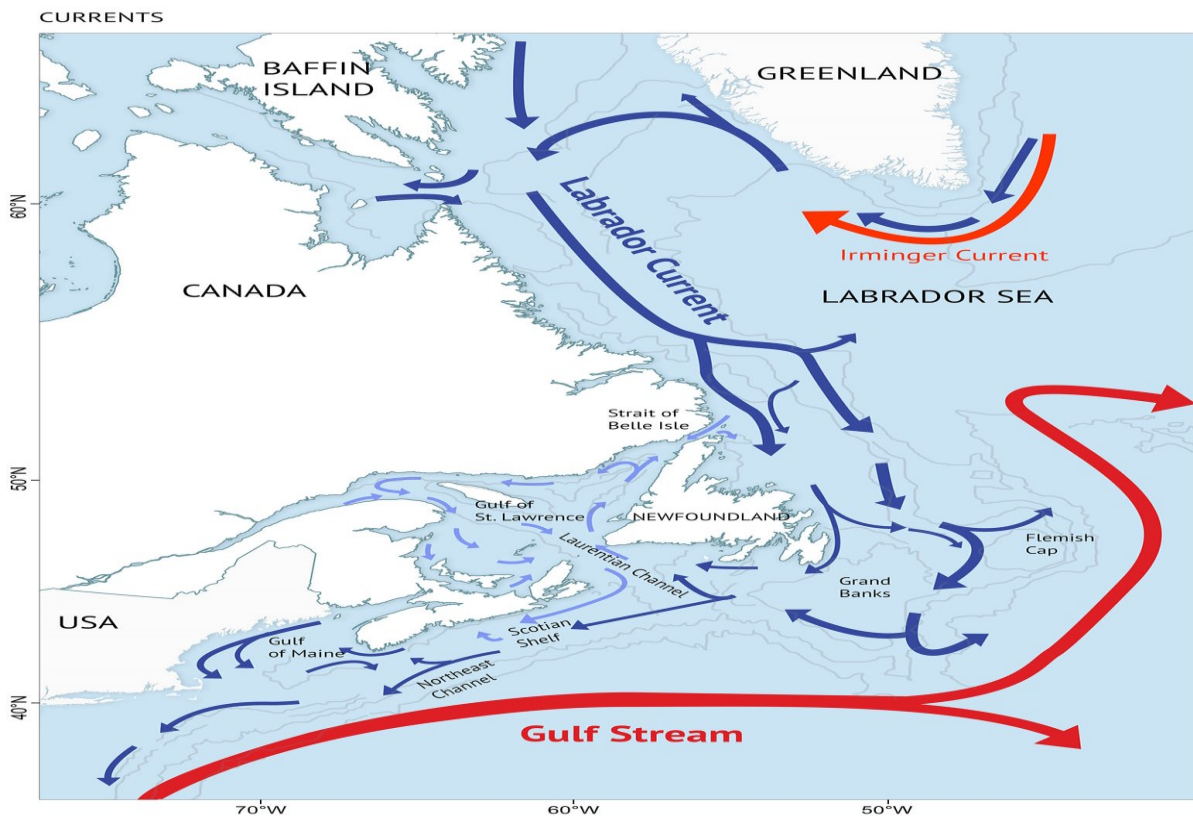 CURRENTS
BAFFIN
ISLAND
GREENLAND
60°N
Labrador Current
Irminger Current
CANADA
LABRADOR SEA
Strait of
Belle Isle
50°N
Gulf of
St. Lawrence
NEWFOUNDLAND
Laurentian Channel
Flemish
Cap
Grand
Banks
USA
Gulf
of Maine
Scotian
Shelf
Northeast
Channel
40°N
Gulf Stream
70°W
60°W
50°W